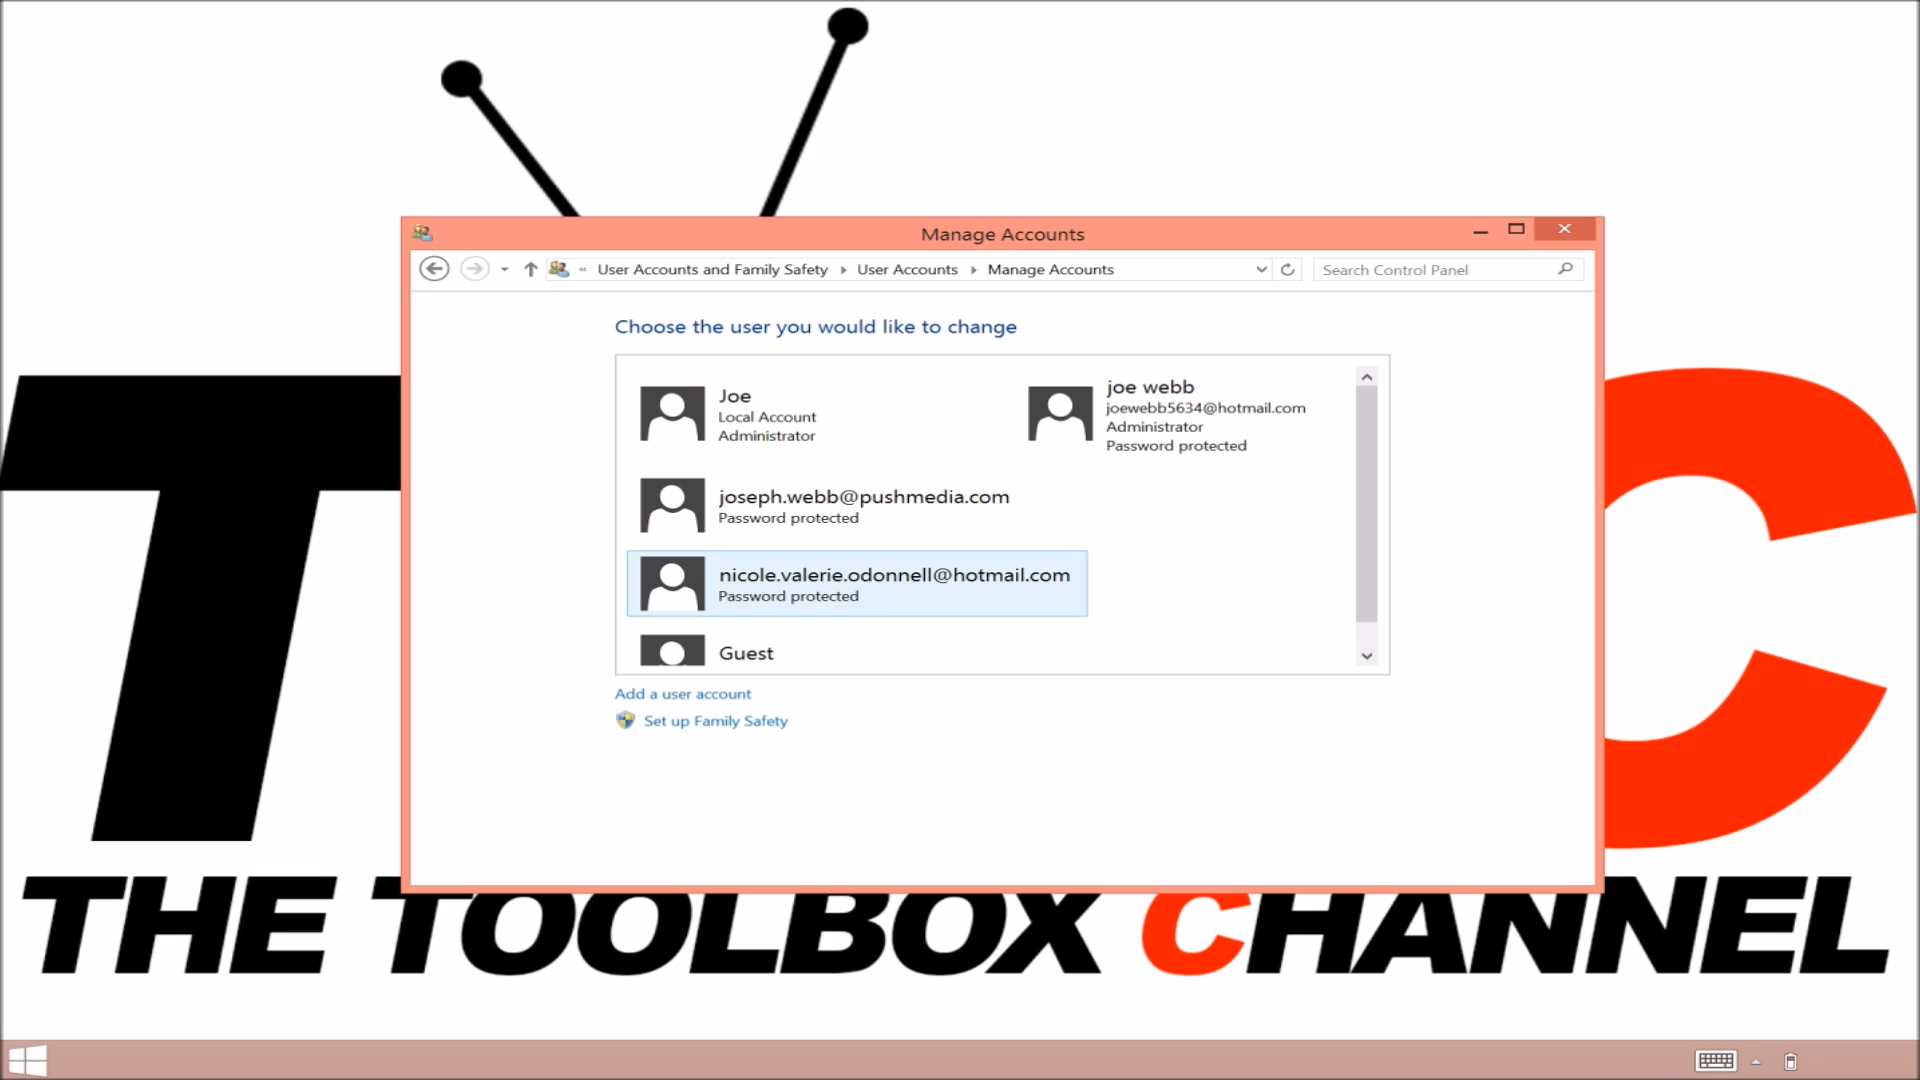 Manage Accounts
« User Accounts and Family Safety ▸ User Accounts ▸ Manage Accounts
Search Control Panel
Choose the user you would like to change
Joe
Local Account
Administrator
joe webb
joewebb5634@hotmail.com
Administrator
Password protected
joseph.webb@pushmedia.com
Password protected
nicole.valerie.odonnell@hotmail.com
Password protected
Guest
Add a user account
Set up Family Safety
T C
THE TOOLBOX CHANNEL